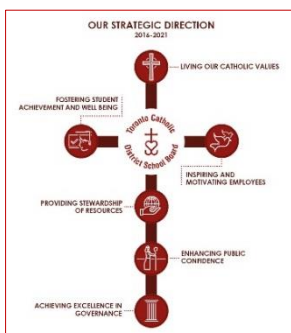 OUR STRATEGIC DIRECTION
2016-2021
LIVING OUR CATHOLIC VALUES
FOSTERING STUDENT
ACHIEVEMENT AND WELL BEING
Toronto Catholic
District School Board
INSPIRING AND
MOTIVATING EMPLOYEES
PROVIDING STEWARDSHIP
OF RESOURCES
ENHANCING PUBLIC
CONFIDENCE
ACHIEVING EXCELLENCE IN
GOVERNANCE